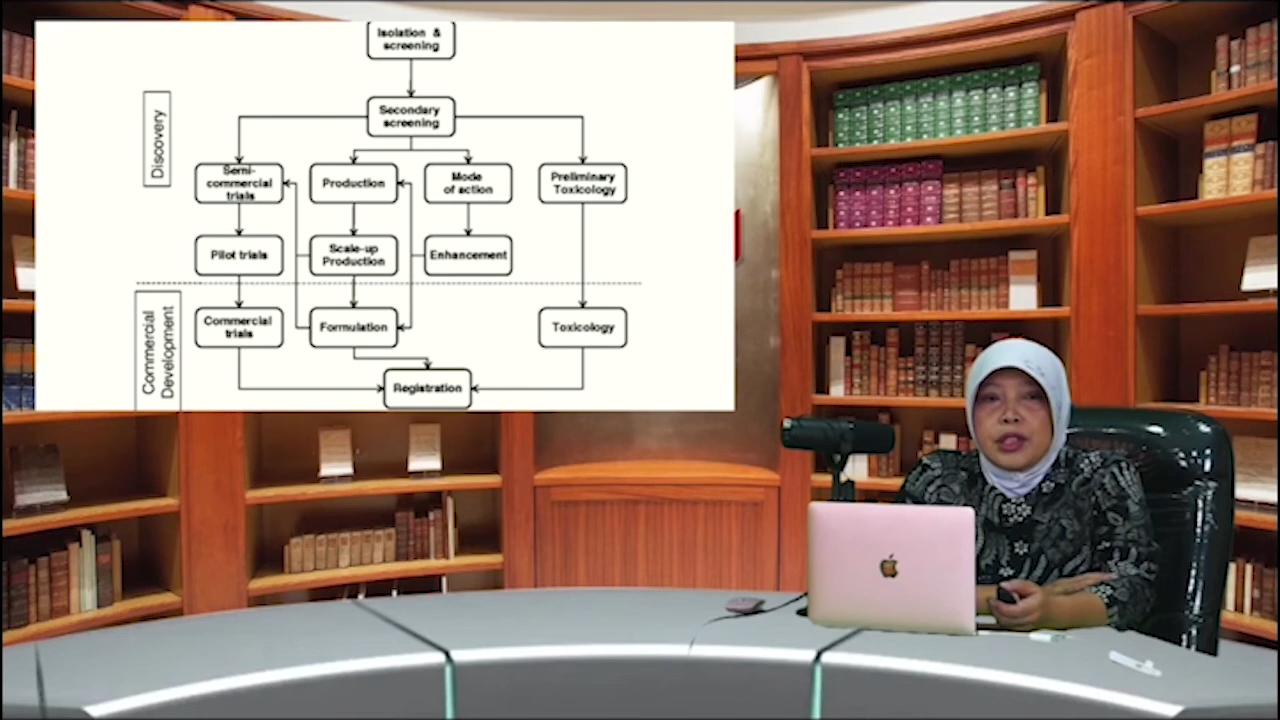 Isolation &
screening
Discovery
Secondary
screening
Semi-
commercial
trials
Production
Mode
of action
Preliminary
Toxicology
Pilot trials
Scale-up
Production
Enhancement
Commercial
Development
Commercial
trials
Formulation
Toxicology
Registration